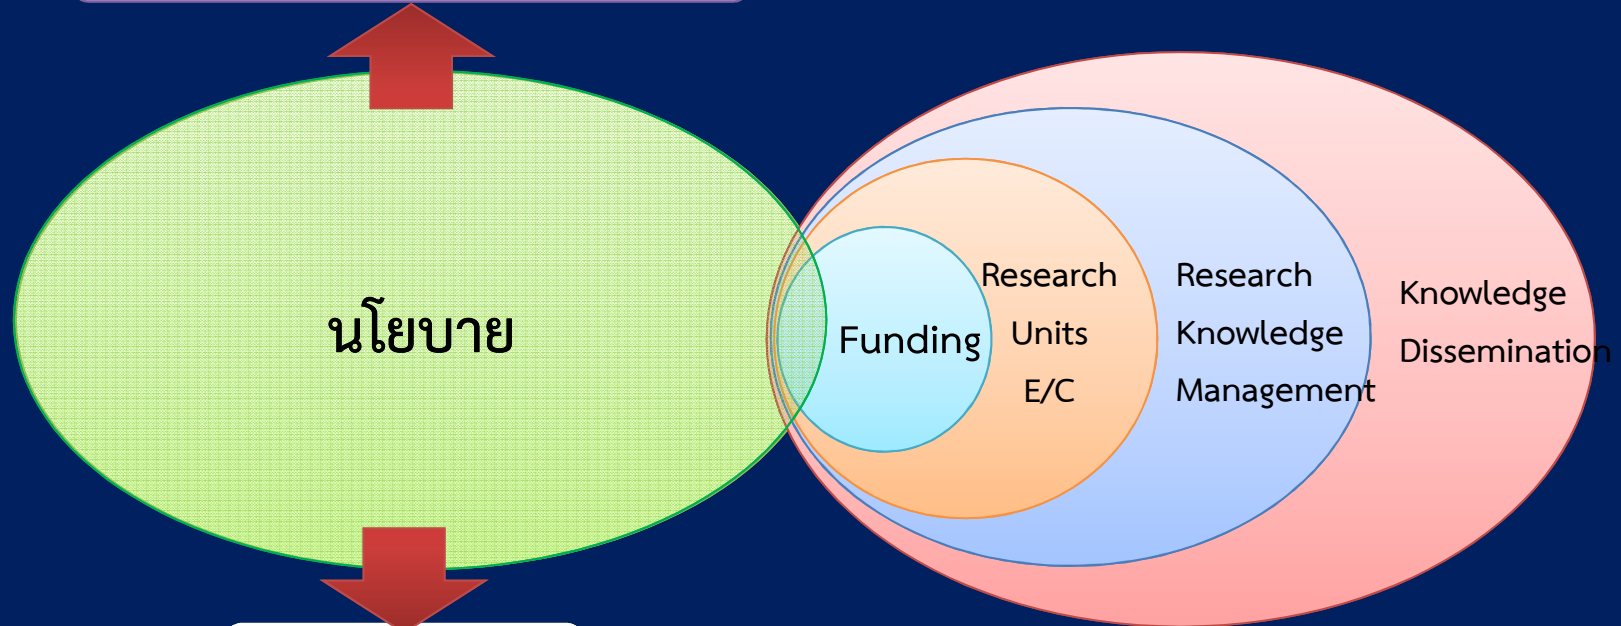 นโยบาย
Funding
Research
Units
E/C
Research
Knowledge
Management
Knowledge
Dissemination